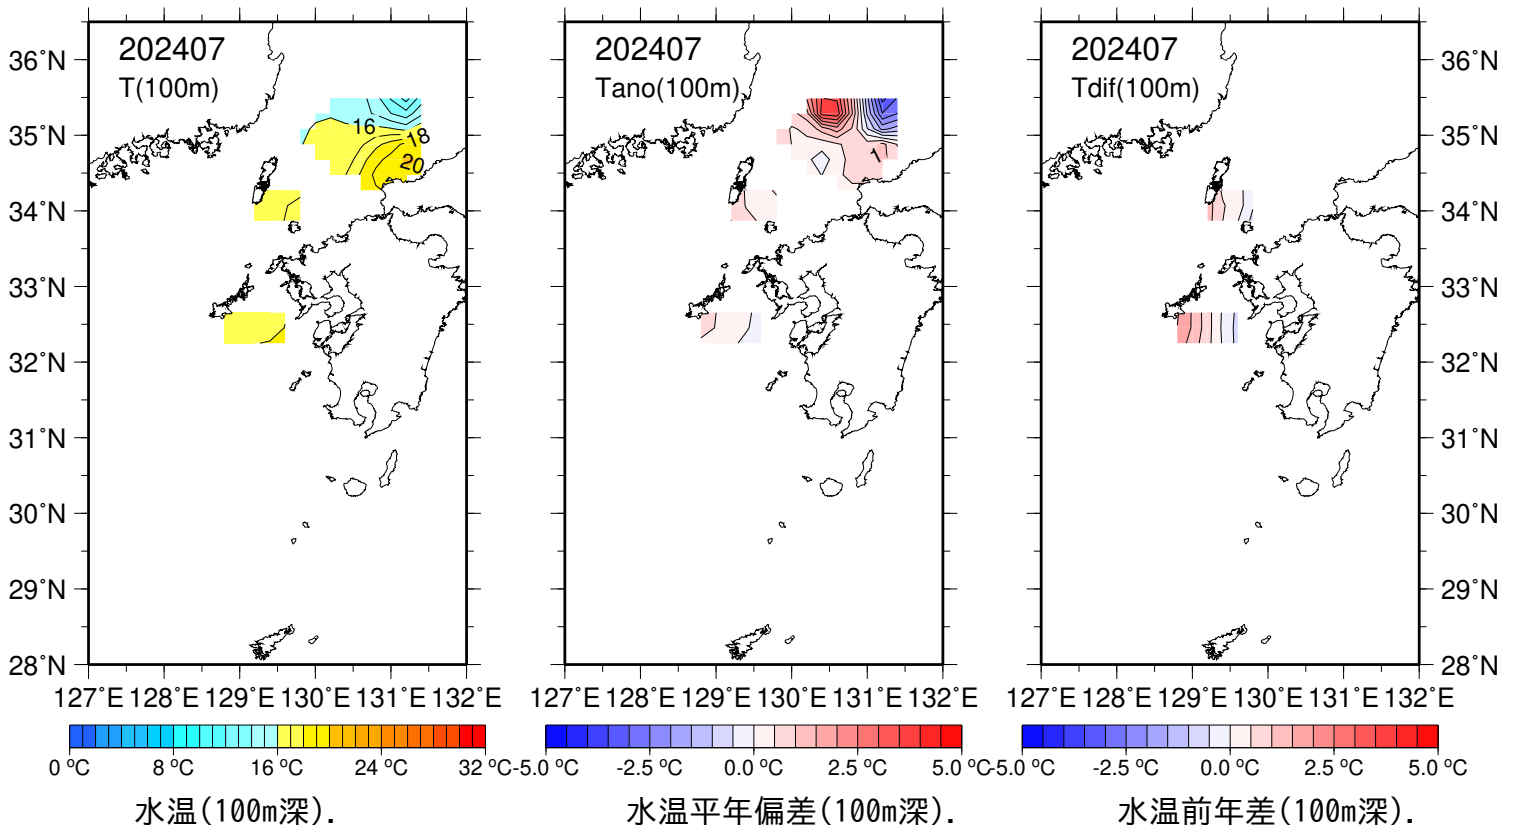 202407
T(100m)
16
18
20
36°N
35°N
34°N
33°N
32°N
31°N
30°N
29°N
28°N
127°E 128°E 129°E 130°E 131°E 132°E
0 ℃ 8 ℃ 16 ℃ 24 ℃ 32 ℃
水温(100m深).
202407
Tano(100m)
1
127°E 128°E 129°E 130°E 131°E 132°E
-5.0 ℃ -2.5 ℃ 0.0 ℃ 2.5 ℃ 5.0 ℃
水温平年偏差(100m深).
202407
Tdif(100m)
36°N
35°N
34°N
33°N
32°N
31°N
30°N
29°N
28°N
127°E 128°E 129°E 130°E 131°E 132°E
-5.0 ℃ -2.5 ℃ 0.0 ℃ 2.5 ℃ 5.0 ℃
水温前年差(100m深).